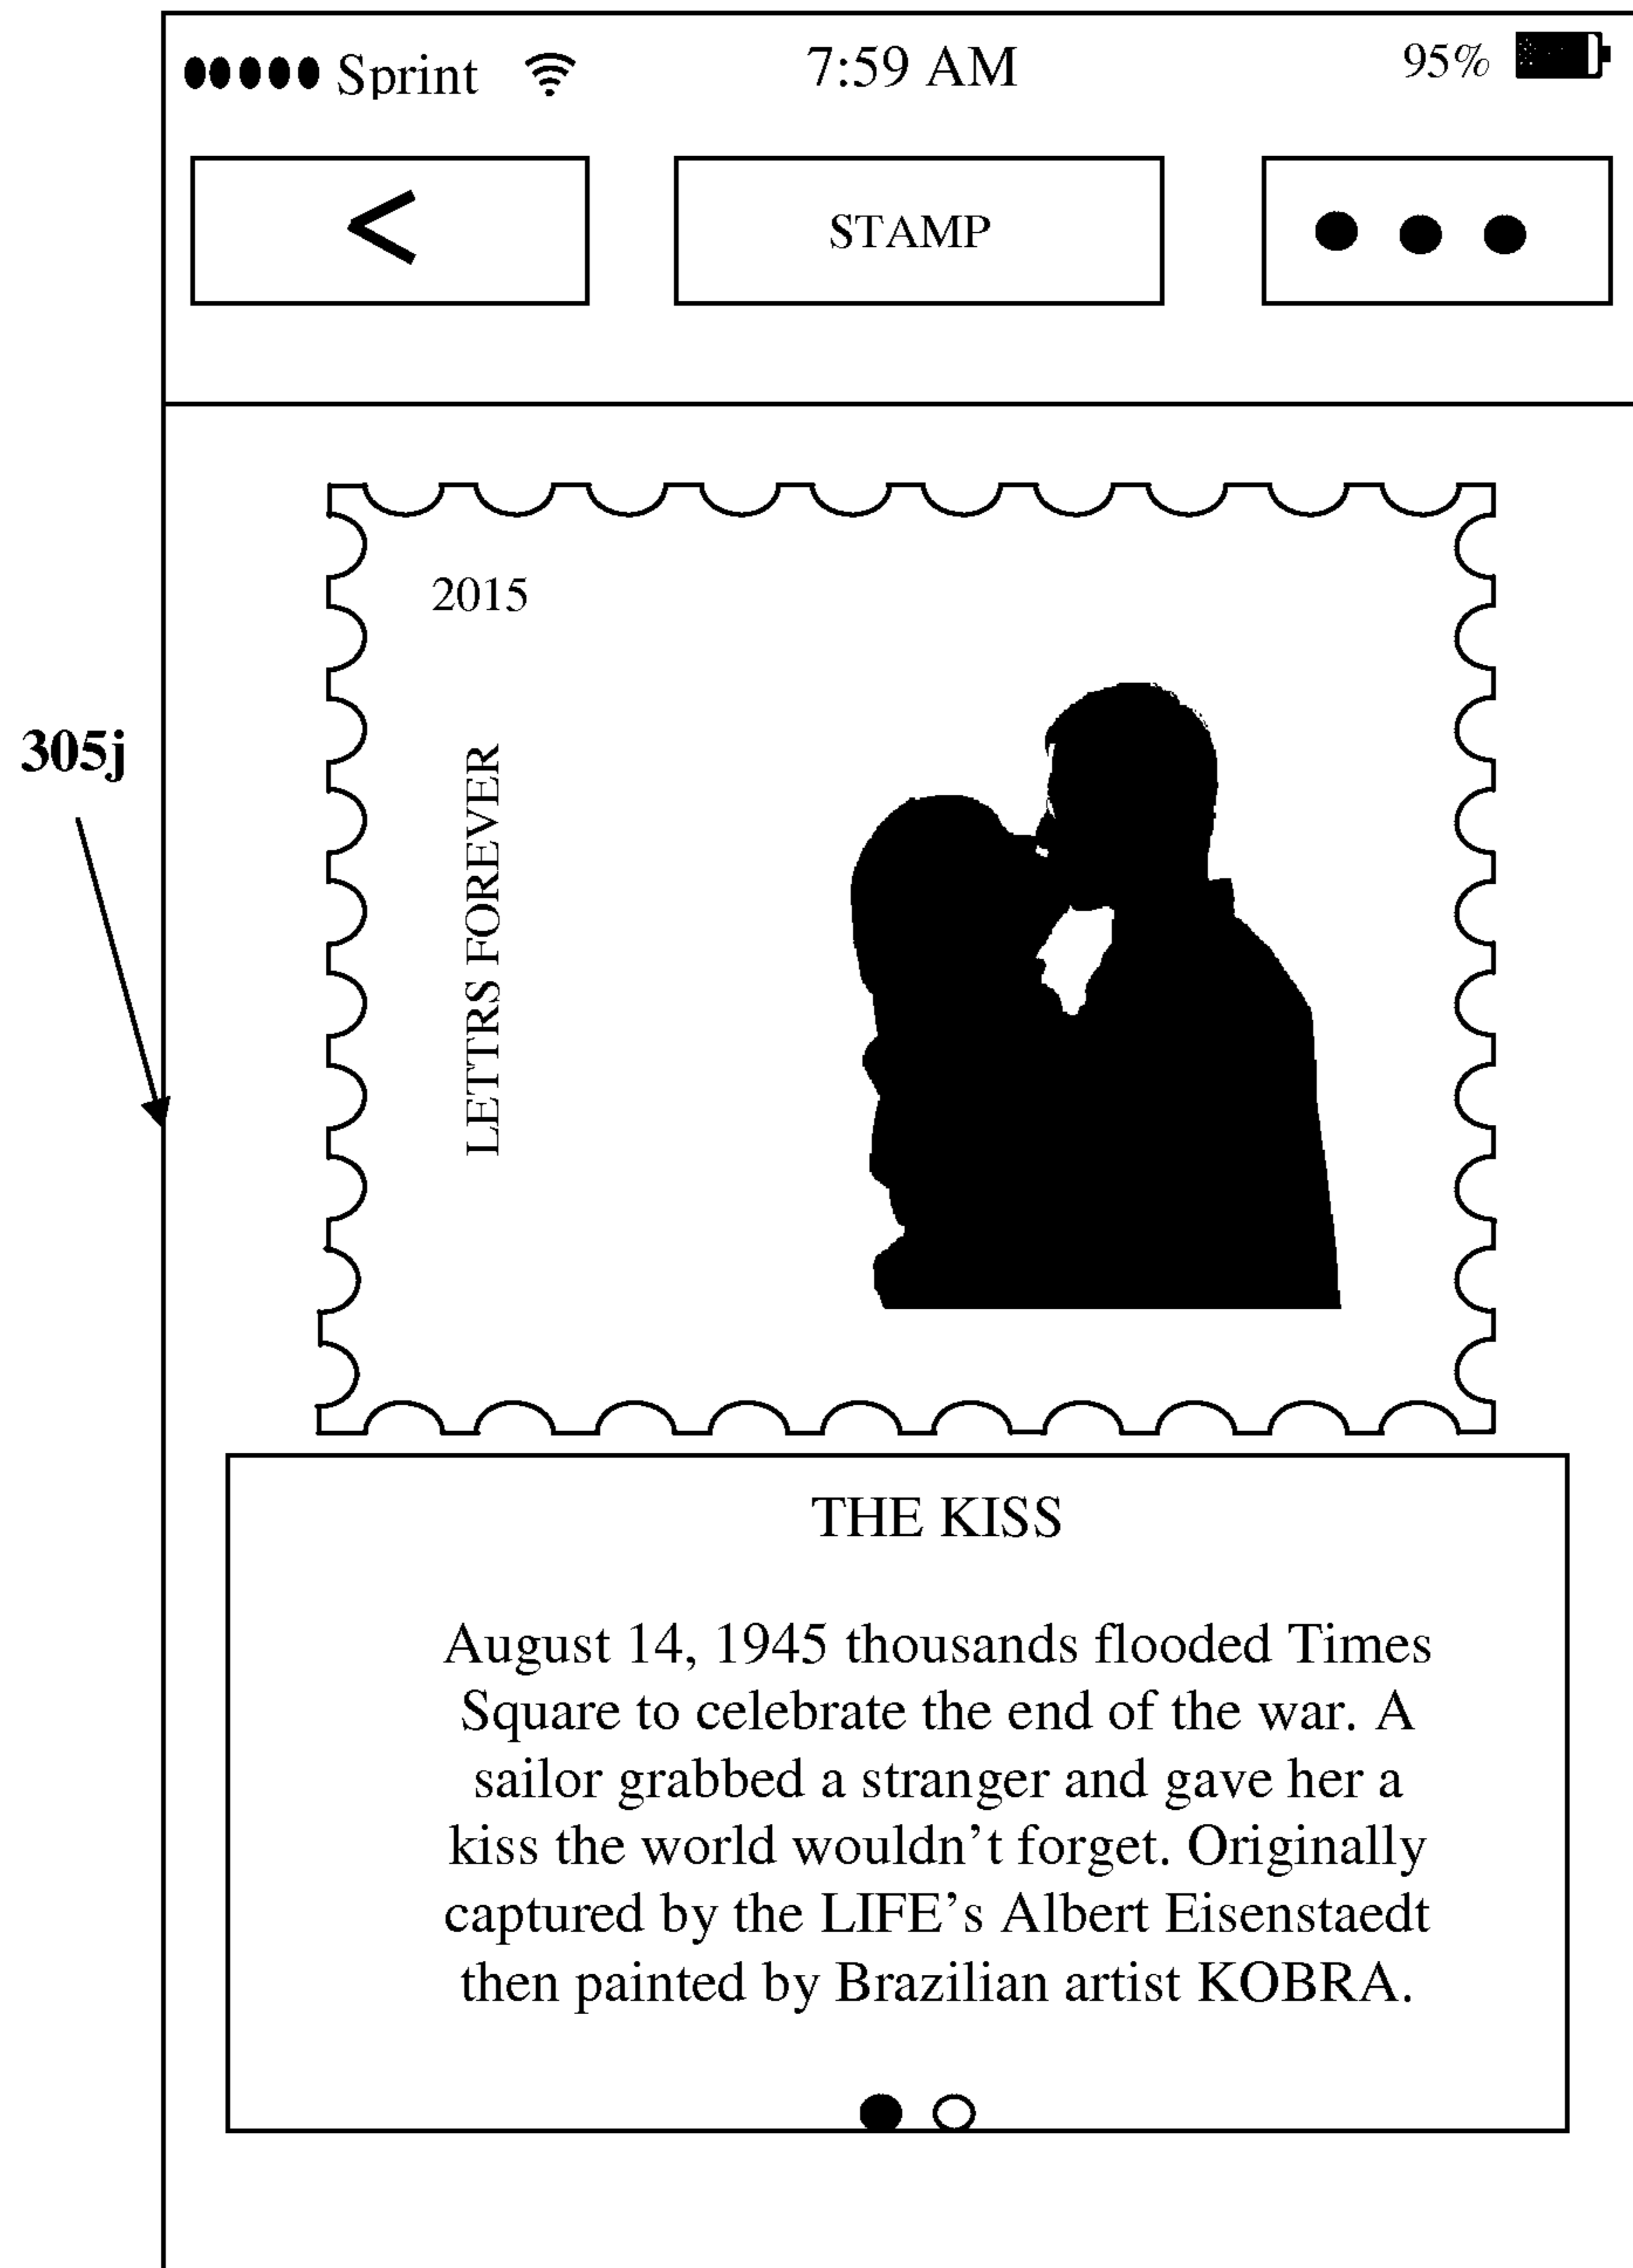 Sprint 7:59 AM 95%
STAMP
2015
LETTRS FOREVER
305j
THE KISS
August 14, 1945 thousands flooded Times
Square to celebrate the end of the war. A
sailor grabbed a stranger and gave her a
kiss the world wouldn't forget. Originally
captured by the LIFE's Albert Eisenstaedt
then painted by Brazilian artist KOBRA.